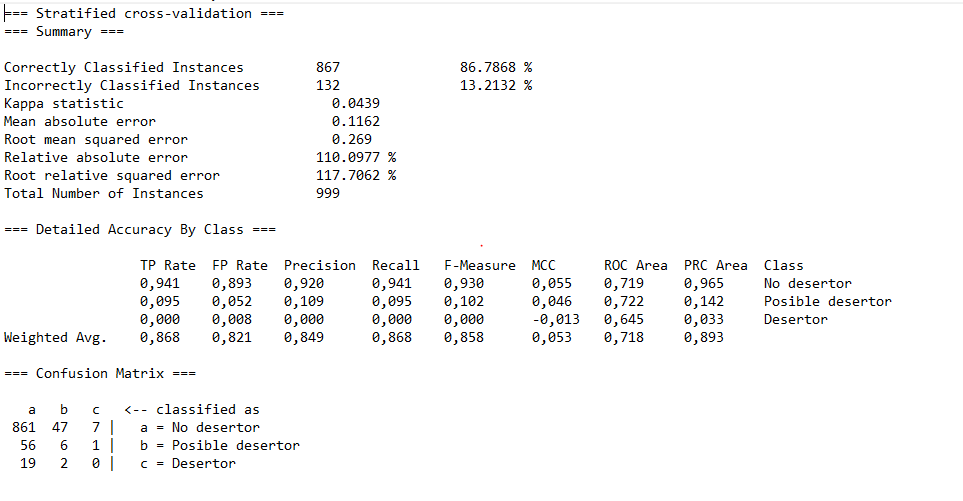 === Stratified cross-validation ===
=== Summary ===
Correctly Classified Instances 867 86.7868 %
Incorrectly Classified Instances 132 13.2132 %
Kappa statistic 0.0439
Mean absolute error 0.1162
Root mean squared error 0.269
Relative absolute error 110.0977 %
Root relative squared error 117.7062 %
Total Number of Instances 999
=== Detailed Accuracy By Class ===
TP Rate FP Rate Precision Recall F-Measure MCC ROC Area PRC Area Class
0,941 0,893 0,920 0,941 0,930 0,055 0,719 0,965 No desertor
0,095 0,052 0,109 0,095 0,102 0,046 0,722 0,142 Posible desertor
0,000 0,008 0,000 0,000 0,000 -0,013 0,645 0,033 Desertor
Weighted Avg. 0,868 0,821 0,849 0,868 0,858 0,053 0,718 0,893
=== Confusion Matrix ===
a b c <-- classified as
861 47 7 | a = No desertor
56 6 1 | b = Posible desertor
19 2 0 | c = Desertor